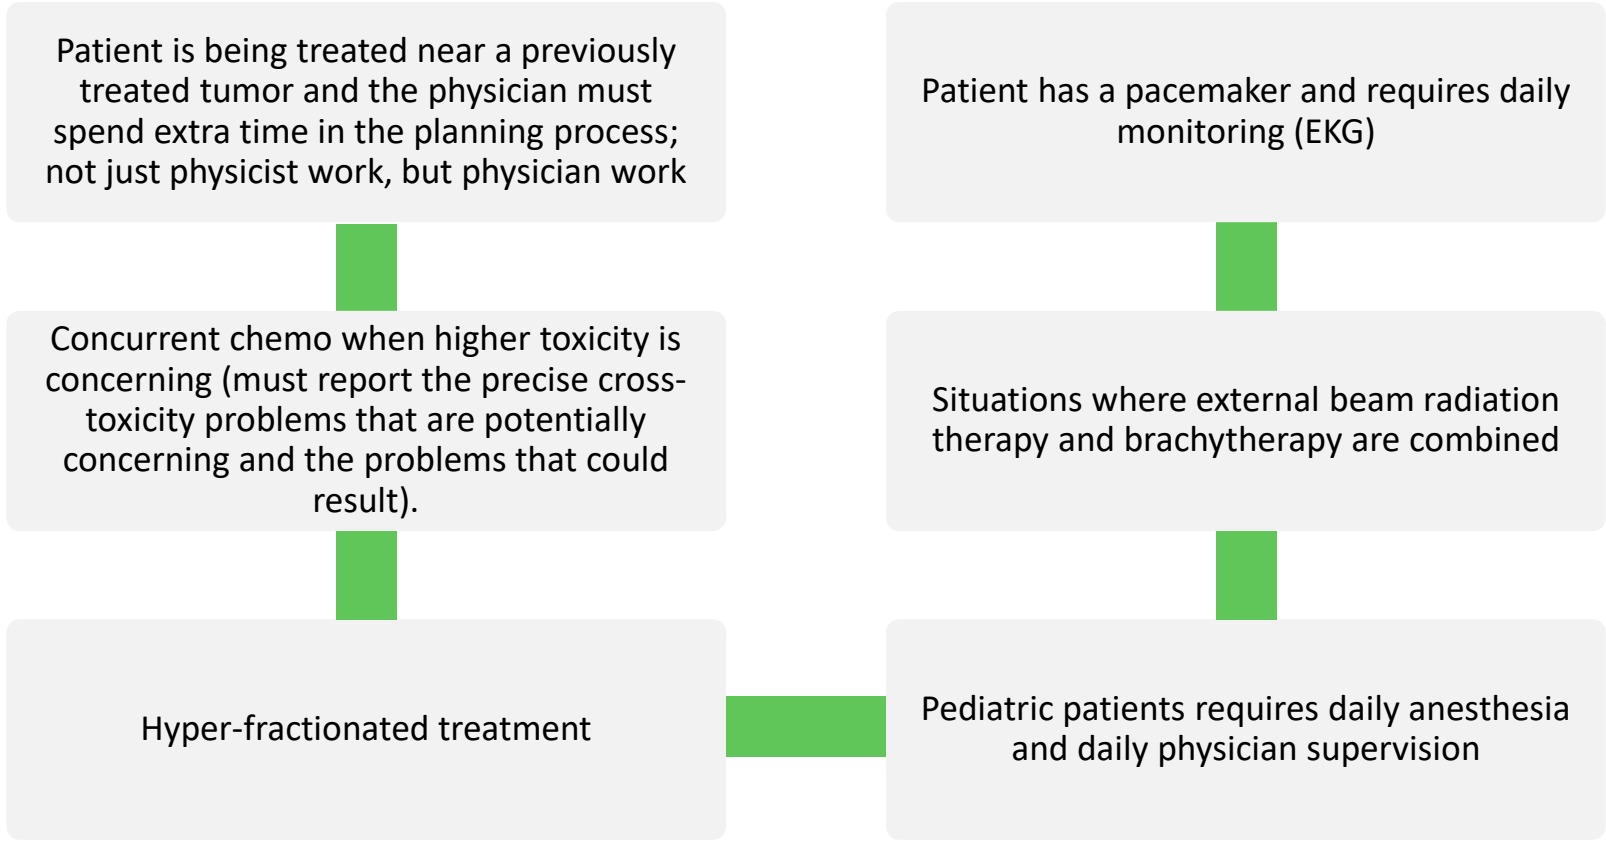 Patient is being treated near a previously
treated tumor and the physician must
spend extra time in the planning process;
not just physicist work, but physician work
Concurrent chemo when higher toxicity is
concerning (must report the precise cross-
toxicity problems that are potentially
concerning and the problems that could
result).
Hyper-fractionated treatment
Pediatric patients requires daily anesthesia
and daily physician supervision
Situations where external beam radiation
therapy and brachytherapy are combined
Patient has a pacemaker and requires daily
monitoring (EKG)